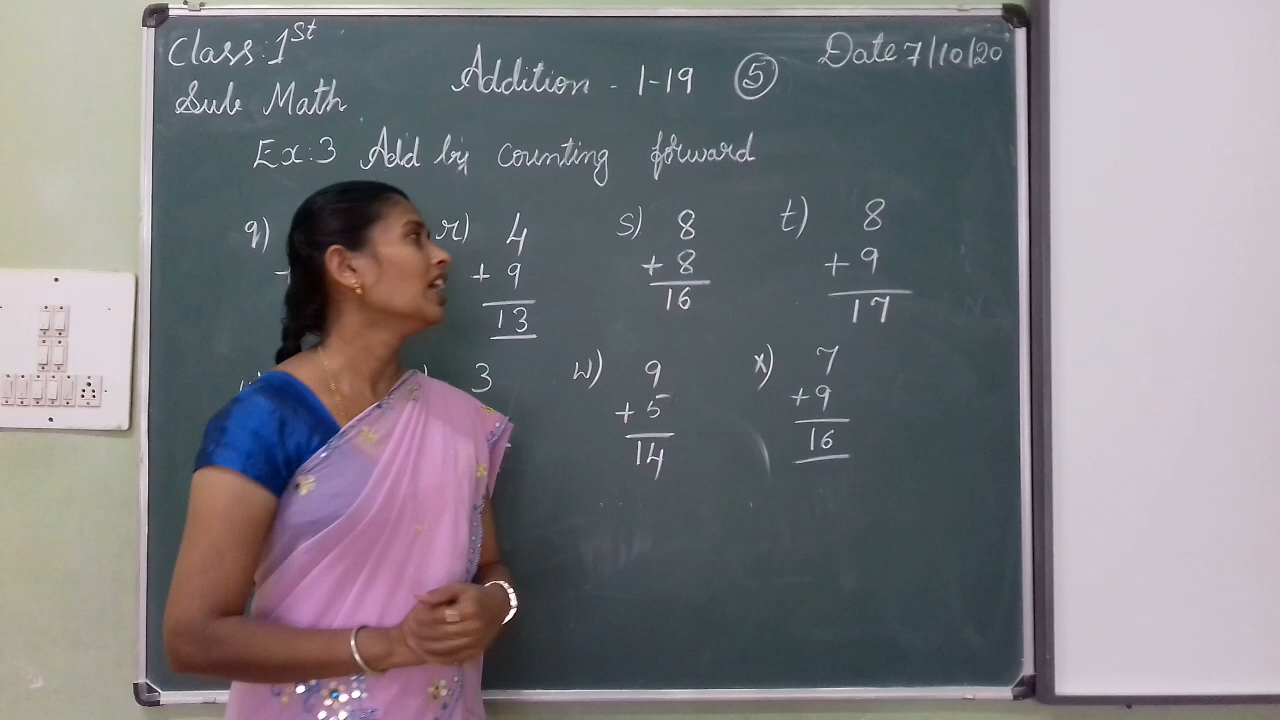 Class: 1st
Date 7/10/20
Addition - 1-19 ⑤
Sub Math
Ex:3 Add by counting forward
q)
r) 4
+ 9
13
s) 8
+ 8
16
t) 8
+ 9
17
) 3
w) 9
+ 5
14
x) 7
+ 9
16